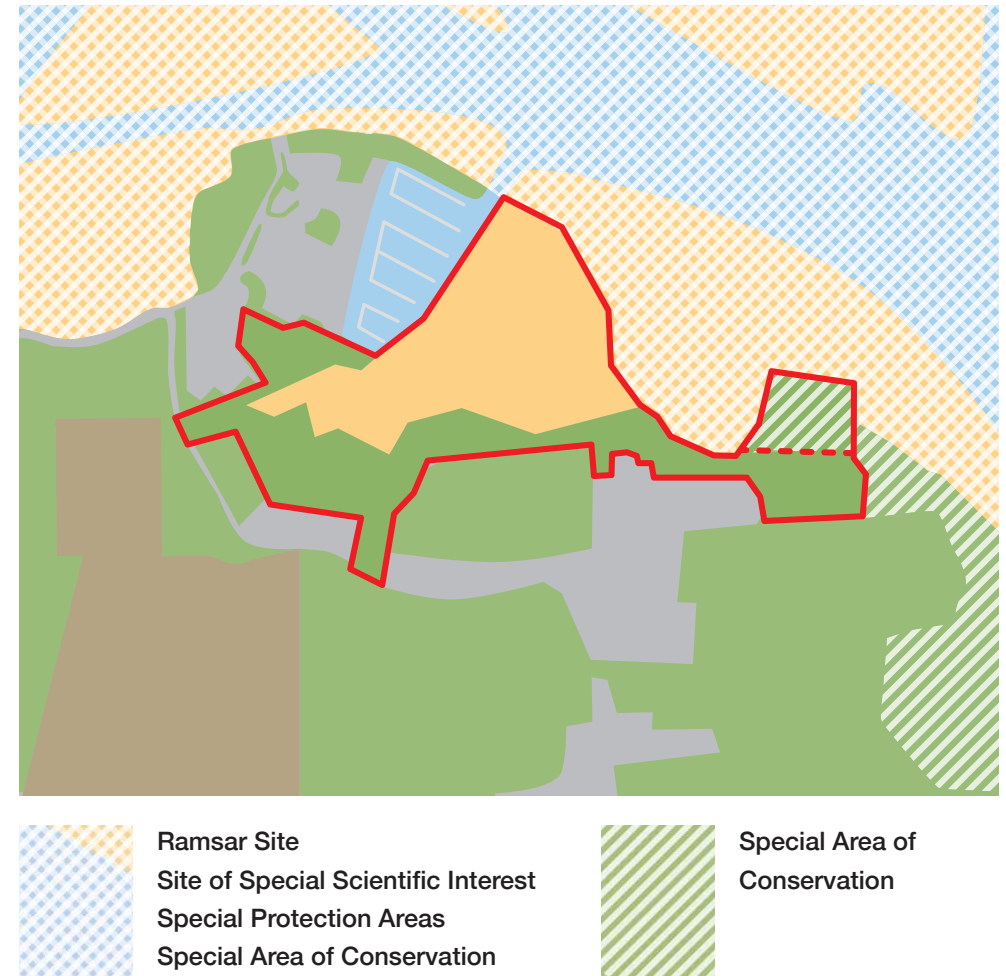 Ramsar Site
Site of Special Scientific Interest
Special Protection Areas
Special Area of Conservation
Special Area of
Conservation